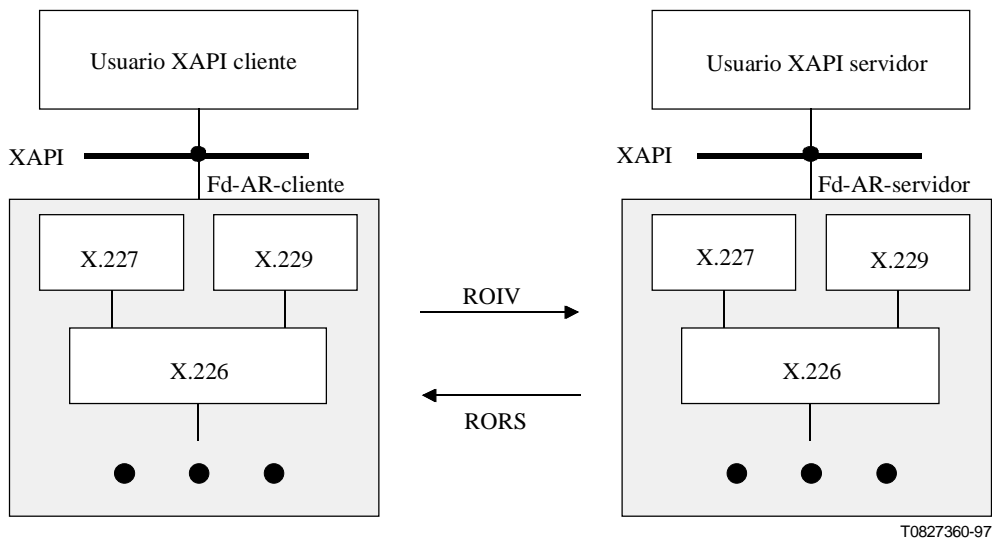 Usuario XAPI cliente
Usuario XAPI servidor
XAPI
XAPI
Fd-AR-cliente
Fd-AR-servidor
X.227
X.229
X.227
X.229
ROIV
X.226
X.226
RORS
T0827360-97